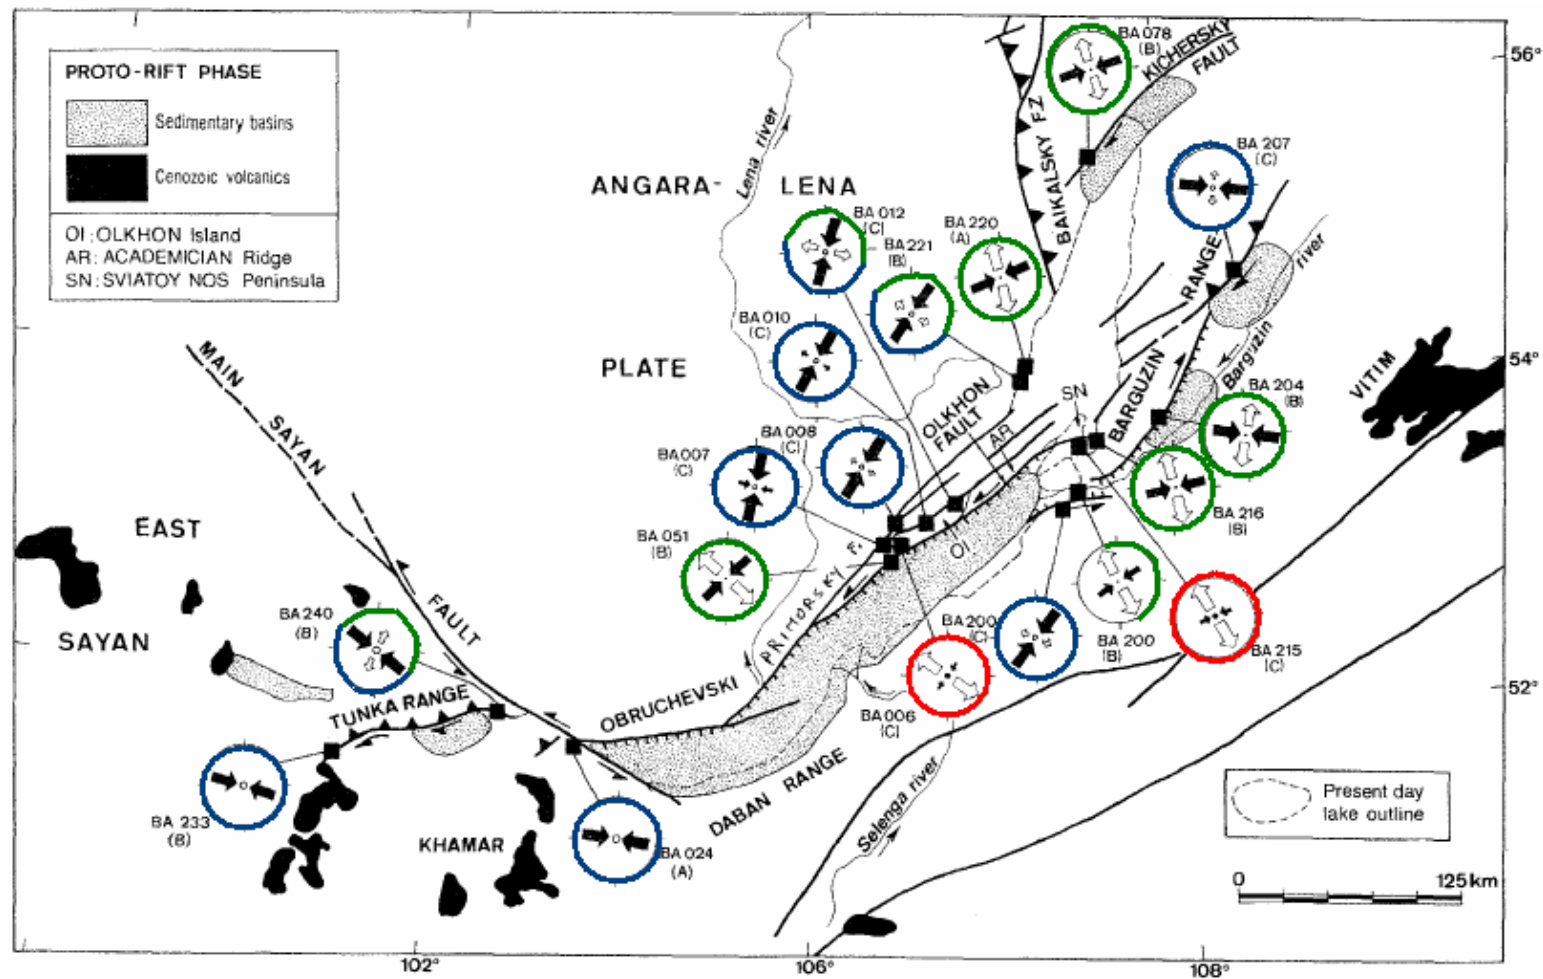 PROTO-RIFT PHASE
Sedimentary basins
Cenozoic volcanics
OI : OLKHON Island
AR : ACADEMICIAN Ridge
SN : SVIATOY NOS Peninsula
BA 078
(B)
KICHERSKY
FAULT
56°
Lena river
BAIKALSKY FZ
BA 207
(C)
ANGARA- LENA
PLATE
BA 012
(C)
BA 221
(B)
BA 220
(A)
RANGE
river
BA 010
(C)
54°
VITIM
MAIN
SAYAN
FAULT
OLKHON
FAULT
AR
SN
BARGUZIN
Barguzin
BA 204
(B)
BA 008
(C)
BA 007
(C)
BA 216
(B)
EAST
SAYAN
BA 051
(B)
PRIMORSKY F.
OI
BA 240
(B)
BA 200
(C)
BA 200
(B)
BA 215
(C)
52°
TUNKA RANGE
OBRUCHEVSKI
BA 006
(C)
DABAN RANGE
Selenga river
BA 233
(B)
KHAMAR
BA 024
(A)
Present day
lake outline
0 125 km
102° 106° 108°